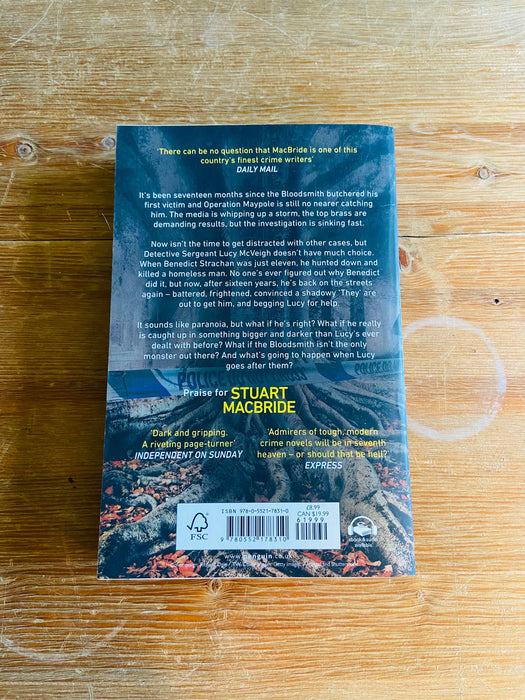 'There can be no question that MacBride is one of this
country's finest crime writers'
DAILY MAIL
It's been seventeen months since the Bloodsmith butchered his
first victim and Operation Maypole is still no nearer catching
him. The media is whipping up a storm, the top brass are
demanding results, but the investigation is sinking fast.
Now isn't the time to get distracted with other cases, but
Detective Sergeant Lucy McVeigh doesn't have much choice.
When Benedict Strachan was just eleven, he hunted down and
killed a homeless man. No one's ever figured out why Benedict
did it, but now, after sixteen years, he's back on the streets
again – battered, frightened, convinced a shadowy 'They' are
out to get him, and begging Lucy for help.
It sounds like paranoia, but what if he's right? What if he really
is caught up in something bigger and darker than Lucy's ever
dealt with before? What if the Bloodsmith isn't the only
monster out there? And what's going to happen when Lucy
goes after them?
POLICE
Praise for STUART
MACBRIDE
'Dark and gripping.
A riveting page-turner'
INDEPENDENT ON SUNDAY
'Admirers of tough, modern
crime novels will be in seventh
heaven – or should that be hell?'
EXPRESS
FSC
ISBN 978-0-5521-7831-0
9 780552 178310
£8.99
CAN $19.99
61999
ebook & audio
available
www.penguin.co.uk